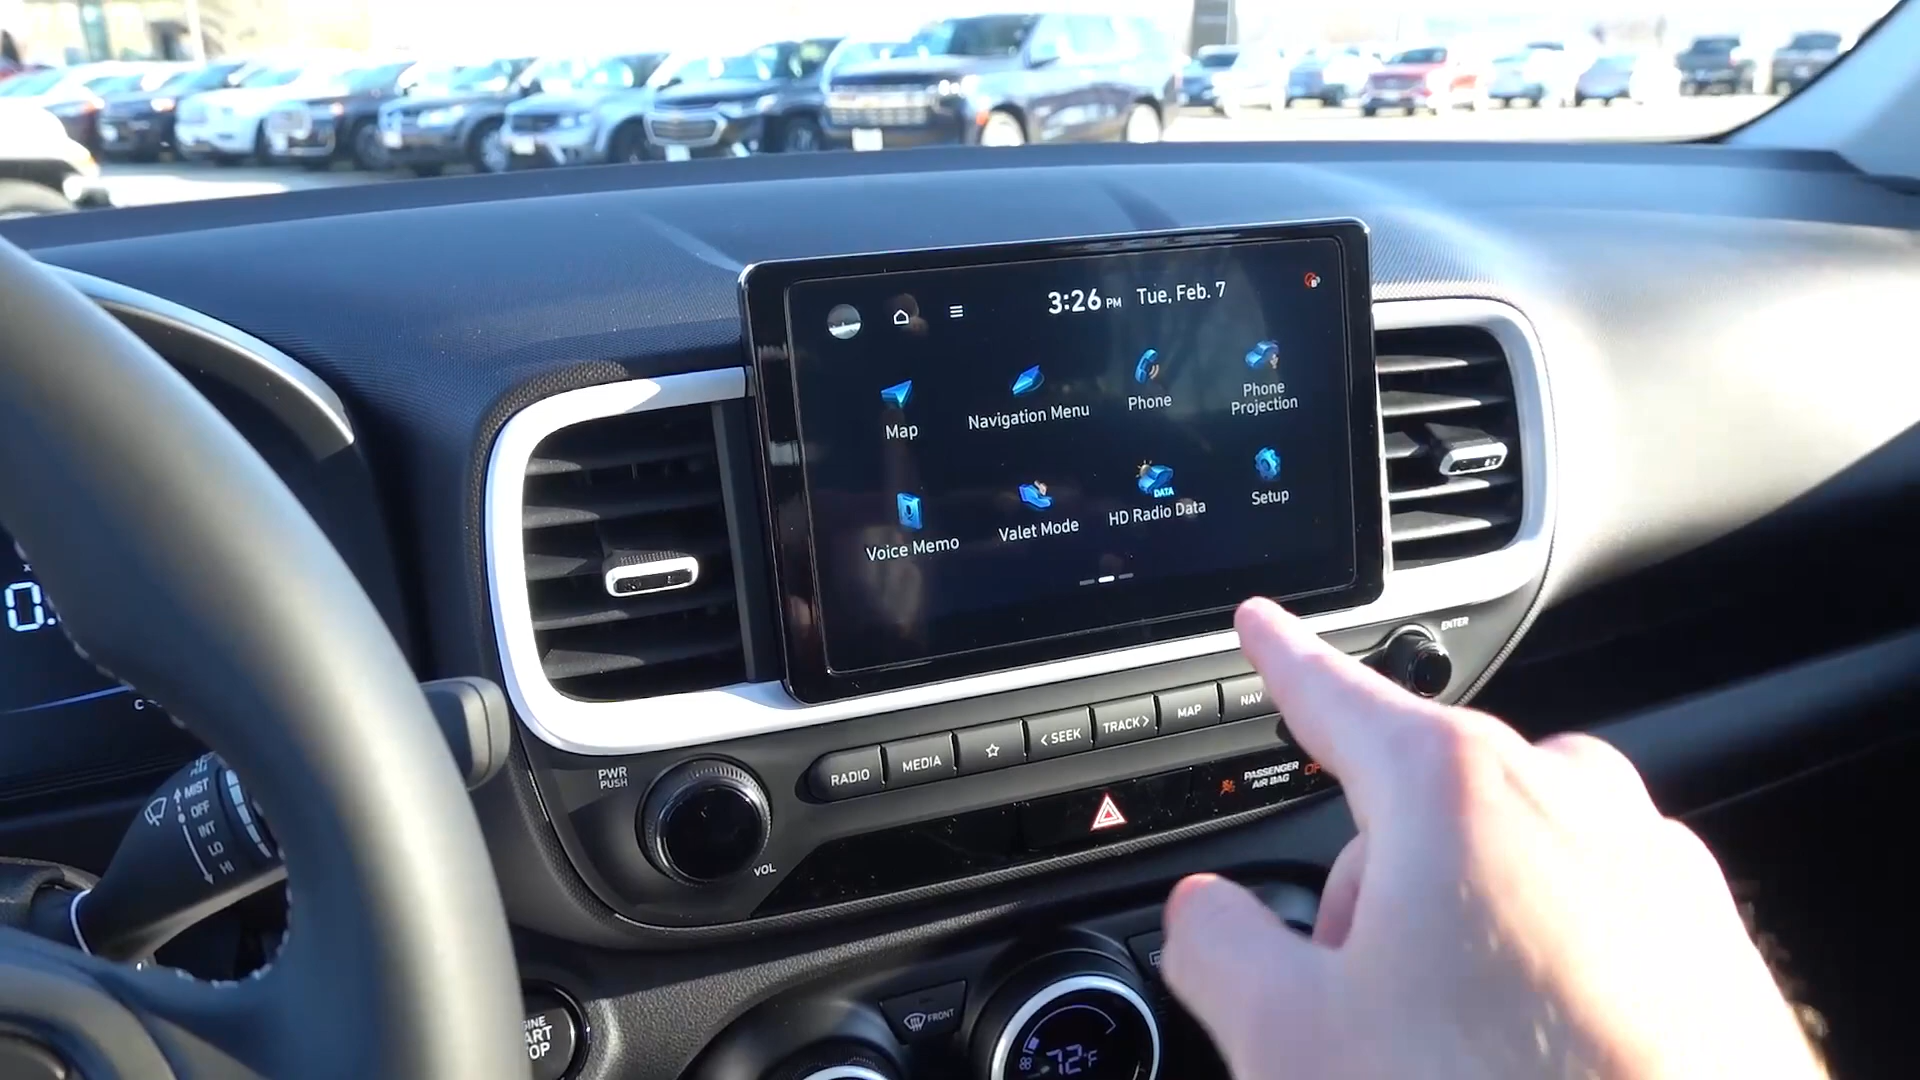 3:26 PM Tue, Feb. 7
Map
Navigation Menu
Phone
Phone
Projection
Voice Memo
Valet Mode
DATA
HD Radio Data
Setup
ENTER
RADIO
MEDIA
< SEEK
TRACK >
MAP
NAV
PWR
PUSH
VOL
PASSENGER
AIR BAG
MIST
OFF
INT
LO
HI
FRONT
72°F
0.
C